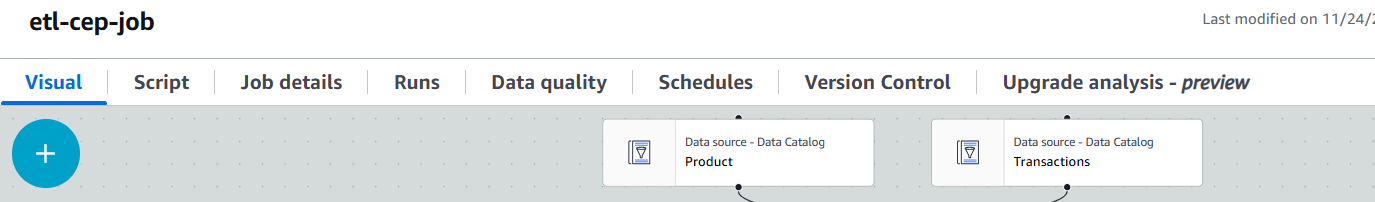 etl-cep-job
Last modified on 11/24/
Visual
Script
Job details
Runs
Data quality
Schedules
Version Control
Upgrade analysis - preview
Data source - Data Catalog
Product
Data source - Data Catalog
Transactions